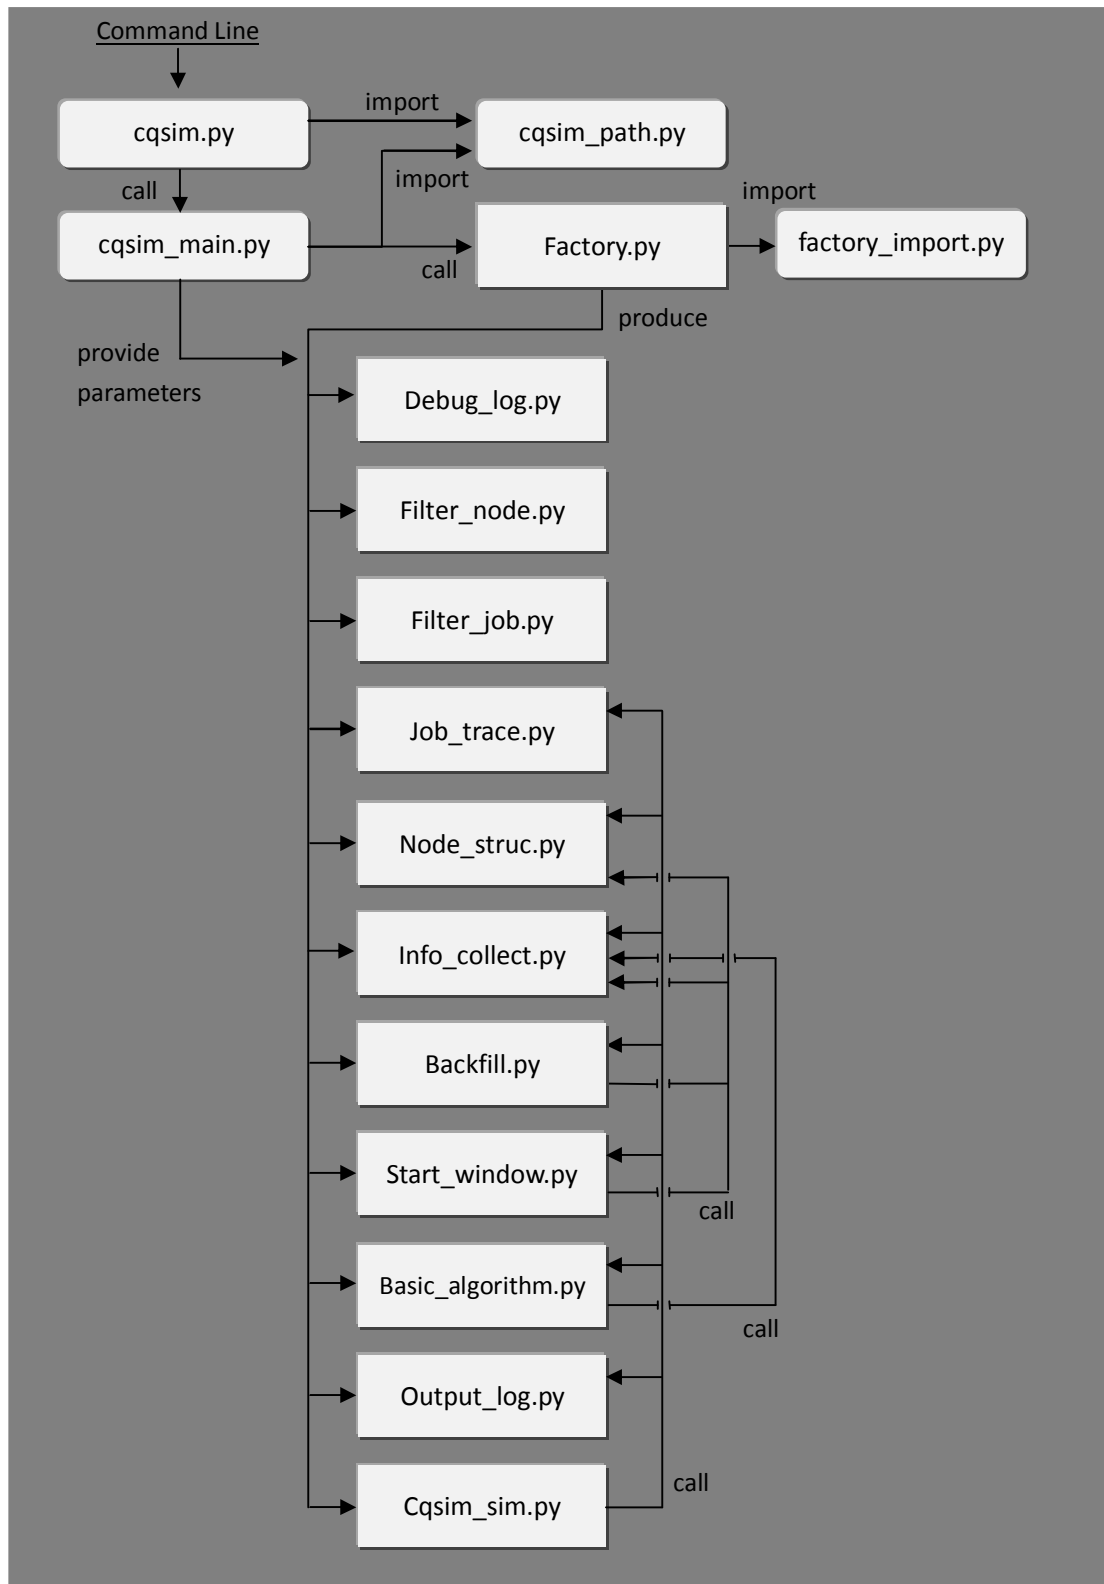 Command Line
import
cqsim.py
cqsim_path.py
call
import
import
cqsim_main.py
Factory.py
factory_import.py
call
produce
provide
parameters
Debug_log.py
Filter_node.py
Filter_job.py
Job_trace.py
Node_struc.py
Info_collect.py
Backfill.py
Start_window.py
call
Basic_algorithm.py
call
Output_log.py
call
Cqsim_sim.py